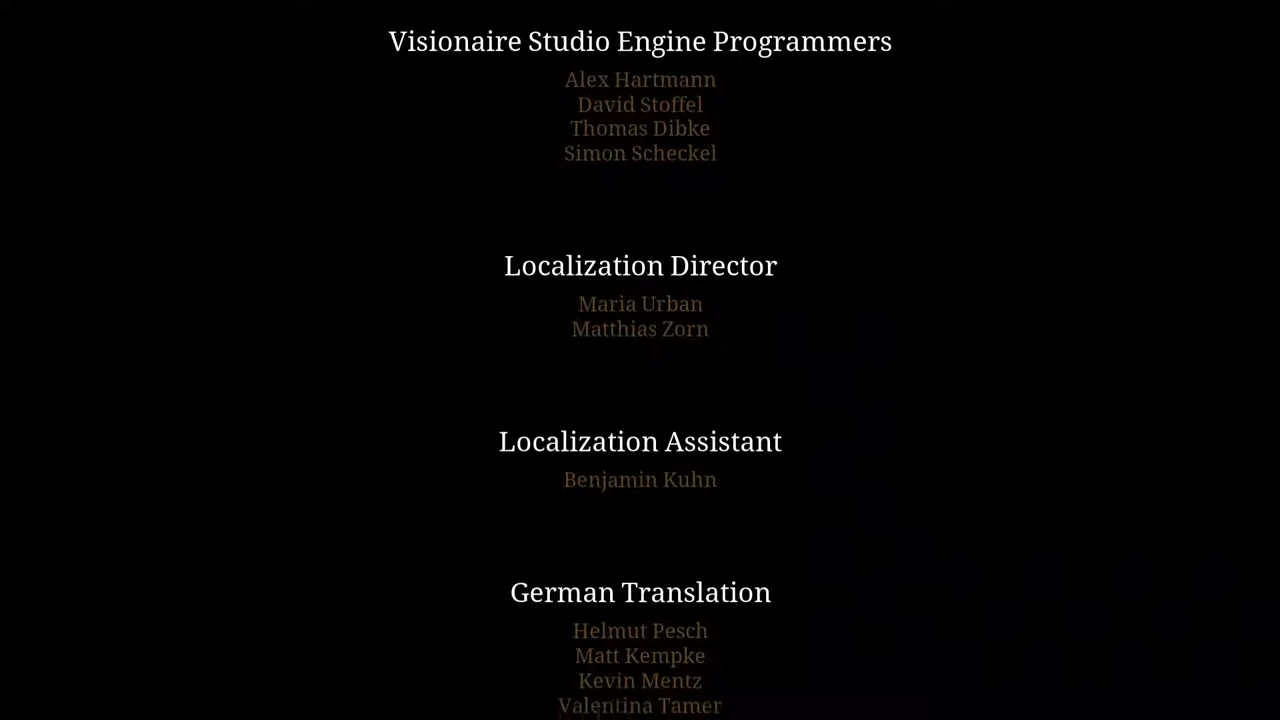 Visionaire Studio Engine Programmers
Alex Hartmann
David Stoffel
Thomas Dibke
Simon Scheckel
Localization Director
Maria Urban
Matthias Zorn
Localization Assistant
Benjamin Kuhn
German Translation
Helmut Pesch
Matt Kempke
Kevin Mentz
Valentina Tamer